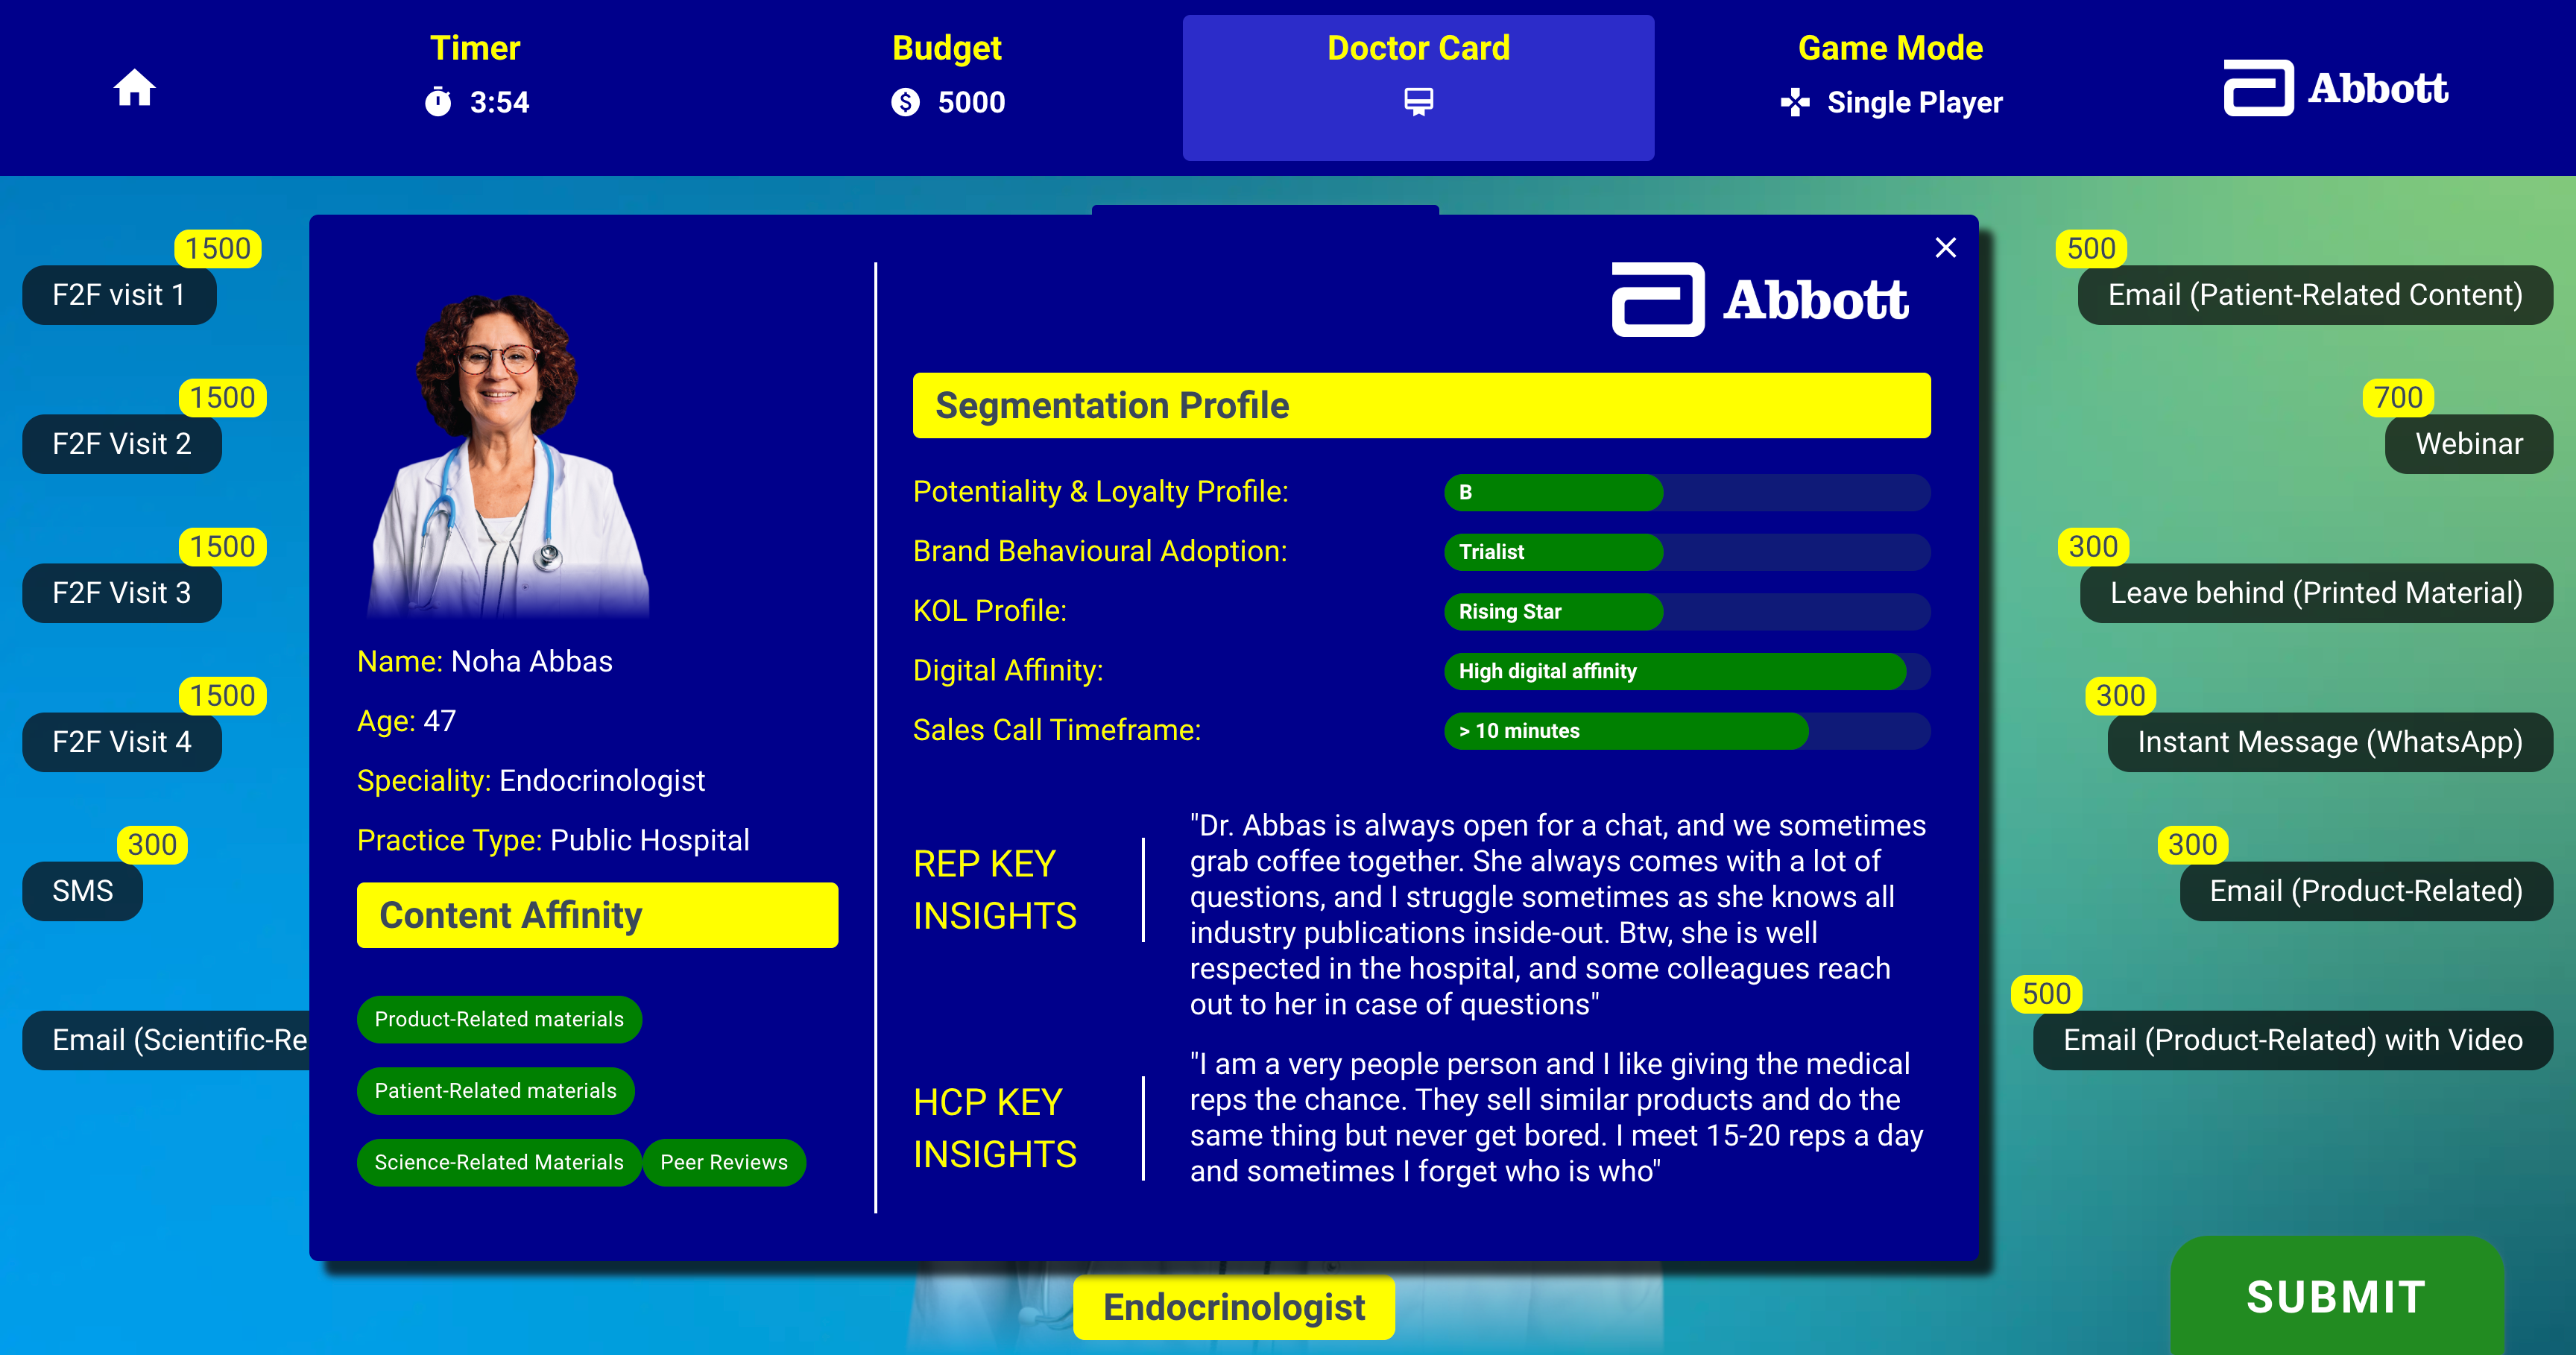 Timer
3:54
Budget
5000
Doctor Card
Game Mode
Single Player
Abbott
1500
F2F visit 1
1500
F2F Visit 2
1500
F2F Visit 3
1500
F2F Visit 4
300
SMS
Email (Scientific-Re
Name: Noha Abbas
Age: 47
Speciality: Endocrinologist
Practice Type: Public Hospital
Content Affinity
Product-Related materials
Patient-Related materials
Science-Related Materials
Peer Reviews
Abbott
Segmentation Profile
Potentiality & Loyalty Profile: B
Brand Behavioural Adoption: Trialist
KOL Profile: Rising Star
Digital Affinity: High digital affinity
Sales Call Timeframe: > 10 minutes
REP KEY
INSIGHTS
"Dr. Abbas is always open for a chat, and we sometimes
grab coffee together. She always comes with a lot of
questions, and I struggle sometimes as she knows all
industry publications inside-out. Btw, she is well
respected in the hospital, and some colleagues reach
out to her in case of questions"
HCP KEY
INSIGHTS
"I am a very people person and I like giving the medical
reps the chance. They sell similar products and do the
same thing but never get bored. I meet 15-20 reps a day
and sometimes I forget who is who"
500
Email (Patient-Related Content)
700
Webinar
300
Leave behind (Printed Material)
300
Instant Message (WhatsApp)
300
Email (Product-Related)
500
Email (Product-Related) with Video
Endocrinologist
SUBMIT